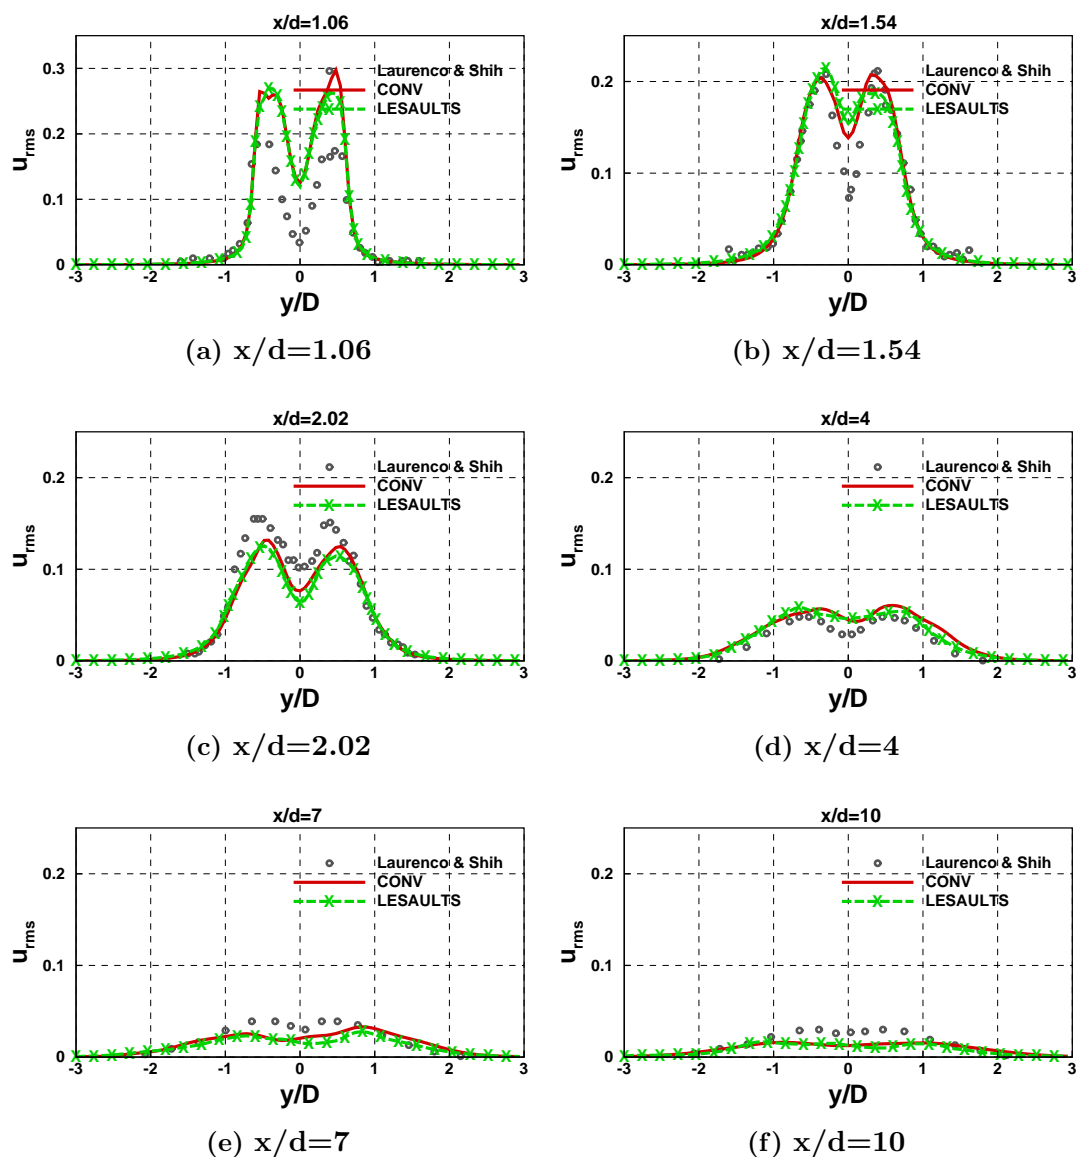 x/d=1.06
0.3
0.2
0.1
0
Laurenco & Shih
CONV
LESAULTS
-3 -2 -1 0 1 2 3
u_rms
y/D
(a) x/d=1.06
x/d=1.54
0.2
0.1
0
Laurenco & Shih
CONV
LESAULTS
-3 -2 -1 0 1 2 3
u_rms
y/D
(b) x/d=1.54
x/d=2.02
0.2
0.1
0
Laurenco & Shih
CONV
LESAULTS
-3 -2 -1 0 1 2 3
u_rms
y/D
(c) x/d=2.02
x/d=4
0.2
0.1
0
Laurenco & Shih
CONV
LESAULTS
-3 -2 -1 0 1 2 3
u_rms
y/D
(d) x/d=4
x/d=7
0.2
0.1
0
Laurenco & Shih
CONV
LESAULTS
-3 -2 -1 0 1 2 3
u_rms
y/D
(e) x/d=7
x/d=10
0.2
0.1
0
Laurenco & Shih
CONV
LESAULTS
-3 -2 -1 0 1 2 3
u_rms
y/D
(f) x/d=10